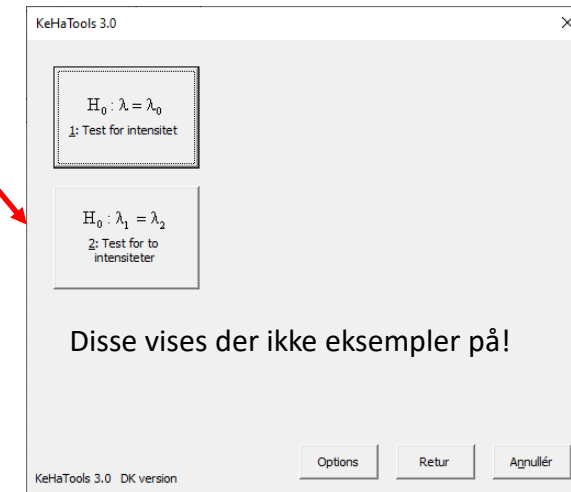 KeHaTools 3.0
H₀ : λ = λ₀
1: Test for intensitet
H₀ : λ₁ = λ₂
2: Test for to
intensiteter
Disse vises der ikke eksempler på!
Options
Retur
Annullér
KeHaTools 3.0 DK version